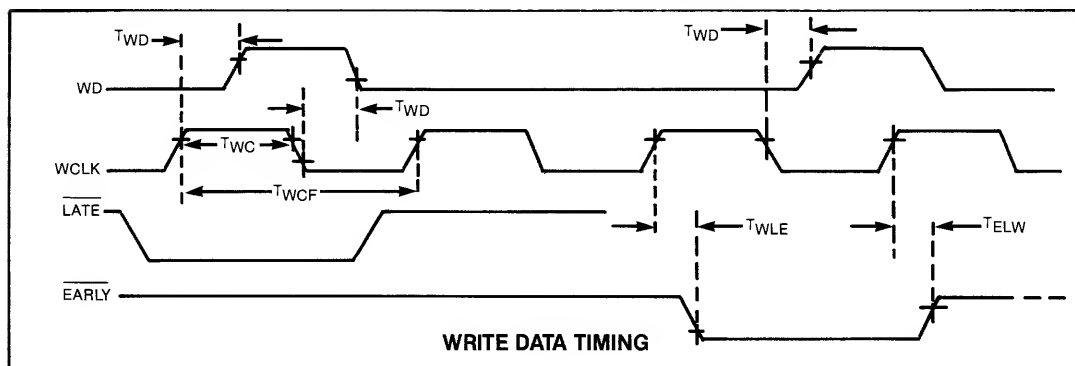 TWD
TWD
WD
TWD
TWC
WCLK
TWCF
LATE
TWLE
TELW
EARLY
WRITE DATA TIMING